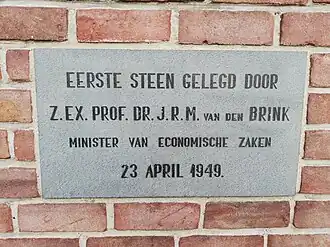 EERSTE STEEN GELEGD DOOR
Z.EX. PROF. DR. J.R.M. VAN DEN BRINK
MINISTER VAN ECONOMISCHE ZAKEN
23 APRIL 1949.